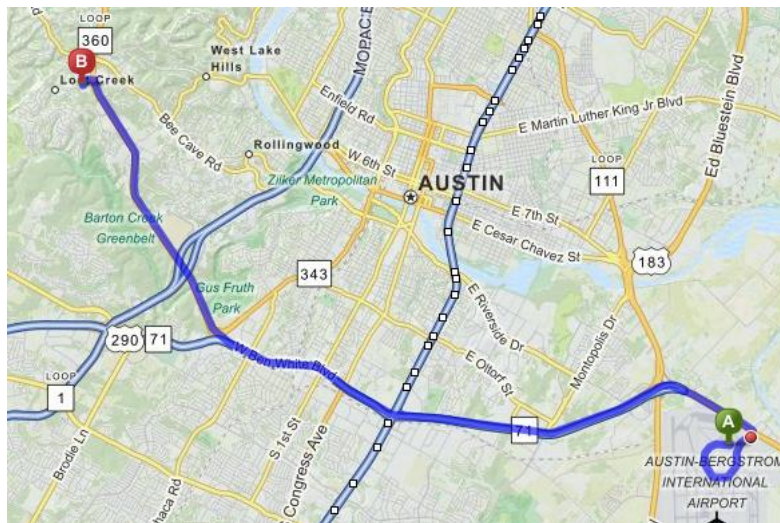 LOOP
360
B
Lost Creek
West Lake
Hills
MOPAC E
Enfield Rd
E Martin Luther King Jr Blvd
Ed Bluestein Blvd
Bee Cave Rd
Rollingwood
W 6th St
LOOP
111
Zilker Metropolitan
Park
AUSTIN
E 7th St
E Cesar Chavez St
183
Barton Creek
Greenbelt
343
Gus Fruth
Park
E Riverside Dr
Montopolis Dr
290
71
W Ben White Blvd
E Oltorf St
LOOP
1
Brodie Ln
S 1st St
Congress Ave
71
A
AUSTIN-BERGSTROM
INTERNATIONAL
AIRPORT